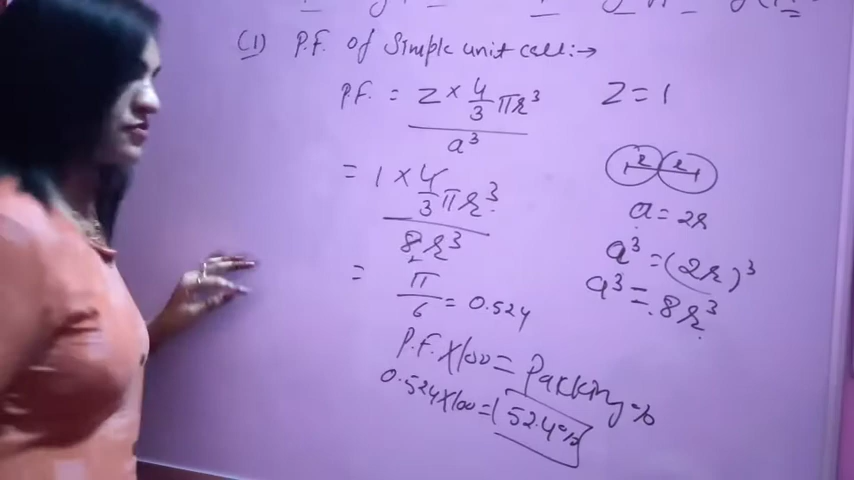 (1) P.F. of Simple unit cell:→
P.F. = Z × 4/3 πr³ / a³
Z = 1
= 1 × 4/3 πr³ / 8r³
r r
a = 2r
a³ = (2r)³
a³ = 8r³
= π/6 = 0.524
P.F. × 100 = Packking %
0.524 × 100 = 52.4%